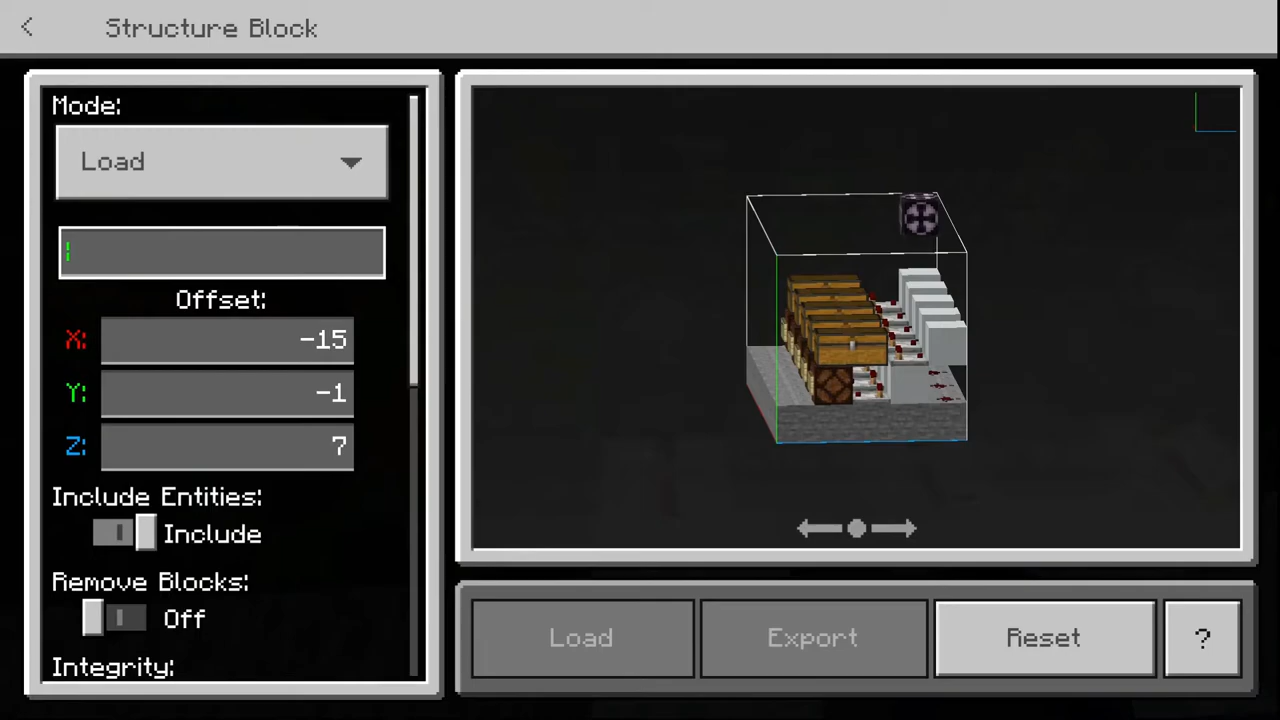 Structure Block
Mode:
Load
Offset:
X: -15
Y: -1
Z: 7
Include Entities:
Include
Remove Blocks:
Off
Integrity:
Load
Export
Reset
?